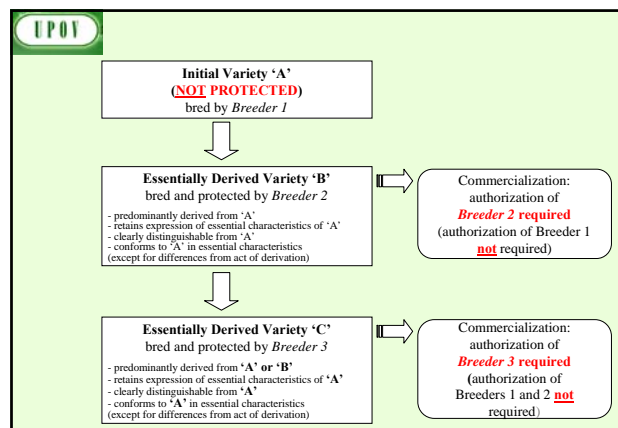 UPOV
Initial Variety ‘A’
(NOT PROTECTED)
bred by Breeder 1
Essentially Derived Variety ‘B’
bred and protected by Breeder 2
- predominantly derived from ‘A’
- retains expression of essential characteristics of ‘A’
- clearly distinguishable from ‘A’
- conforms to ‘A’ in essential characteristics
(except for differences from act of derivation)
Commercialization:
authorization of
Breeder 2 required
(authorization of Breeder 1
not required)
Essentially Derived Variety ‘C’
bred and protected by Breeder 3
- predominantly derived from ‘A’ or ‘B’
- retains expression of essential characteristics of ‘A’
- clearly distinguishable from ‘A’
- conforms to ‘A’ in essential characteristics
(except for differences from act of derivation)
Commercialization:
authorization of
Breeder 3 required
(authorization of
Breeders 1 and 2 not
required)